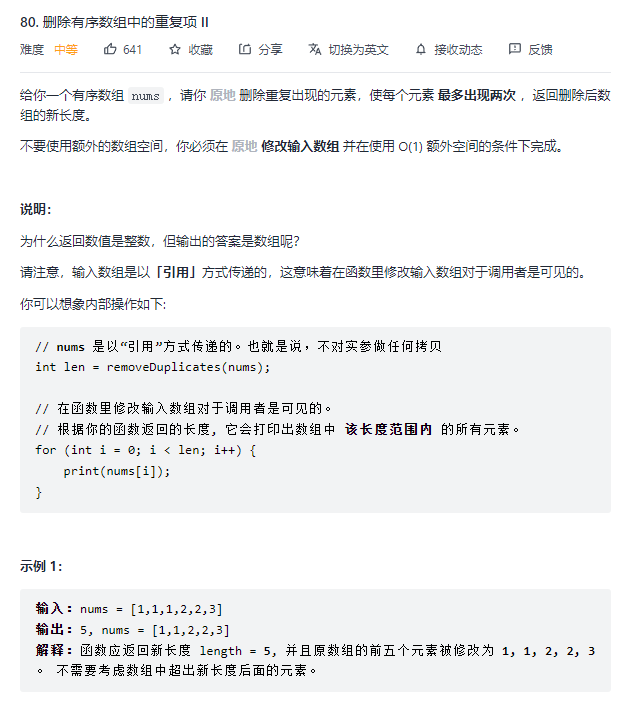 80. 删除有序数组中的重复项 II
难度 中等 641 收藏 分享 切换为英文 接收动态 反馈
给你一个有序数组 nums ，请你 原地 删除重复出现的元素，使每个元素 最多出现两次 ，返回删除后数
组的新长度。
不要使用额外的数组空间，你必须在 原地 修改输入数组 并在使用 O(1) 额外空间的条件下完成。
说明：
为什么返回数值是整数，但输出的答案是数组呢？
请注意，输入数组是以「引用」方式传递的，这意味着在函数里修改输入数组对于调用者是可见的。
你可以想象内部操作如下:
// nums 是以“引用”方式传递的。也就是说，不对实参做任何拷贝
int len = removeDuplicates(nums);
// 在函数里修改输入数组对于调用者是可见的。
// 根据你的函数返回的长度, 它会打印出数组中 该长度范围内 的所有元素。
for (int i = 0; i < len; i++) {
    print(nums[i]);
}
示例 1：
输入：nums = [1,1,1,2,2,3]
输出：5, nums = [1,1,2,2,3]
解释：函数应返回新长度 length = 5, 并且原数组的前五个元素被修改为 1, 1, 2, 2, 3
。 不需要考虑数组中超出新长度后面的元素。